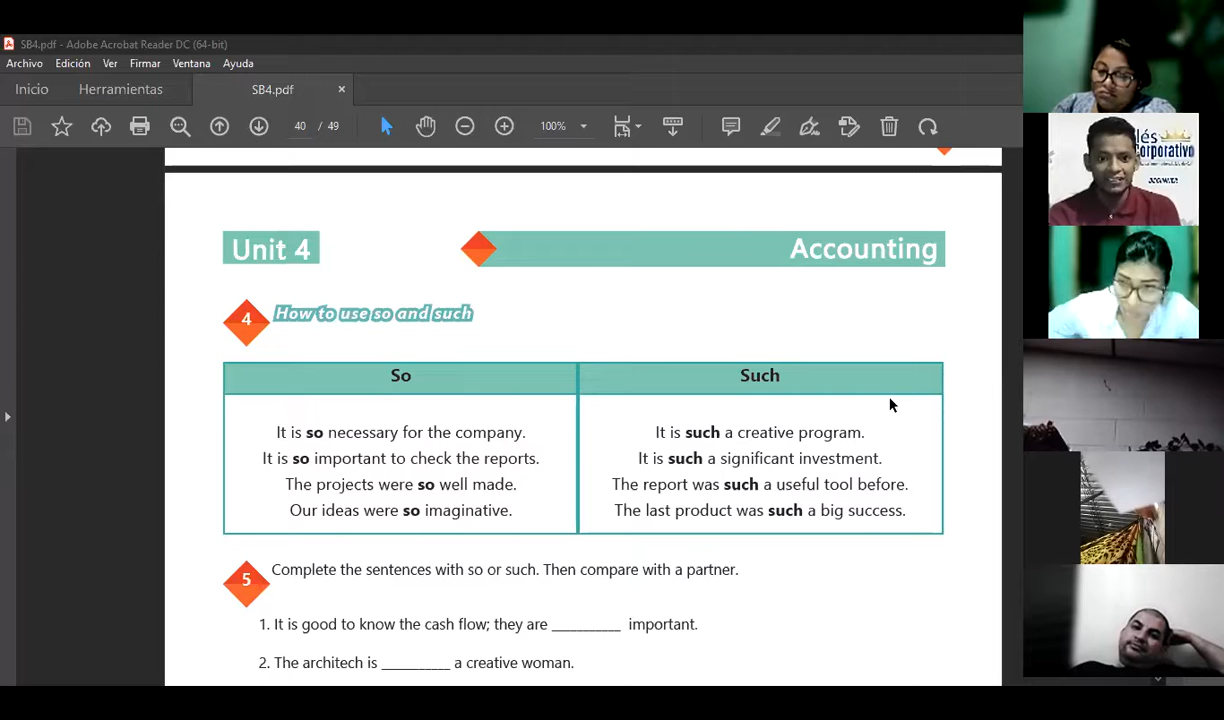 SB4.pdf - Adobe Acrobat Reader DC (64-bit)
Archivo Edición Ver Firmar Ventana Ayuda
Inicio Herramientas SB4.pdf ×
40 / 49 100%
Unit 4 Accounting
4 How to use so and such
So Such
It is so necessary for the company. It is such a creative program.
It is so important to check the reports. It is such a significant investment.
The projects were so well made. The report was such a useful tool before.
Our ideas were so imaginative. The last product was such a big success.
5 Complete the sentences with so or such. Then compare with a partner.
1. It is good to know the cash flow; they are __________ important.
2. The architech is __________ a creative woman.
lés
Corporativo